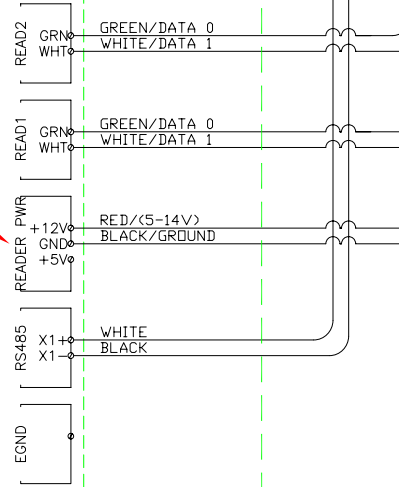 READ2
GRN GREEN/DATA 0
WHT WHITE/DATA 1
READ1
GRN GREEN/DATA 0
WHT WHITE/DATA 1
READER PWR
+12V RED/(5-14V)
GND BLACK/GROUND
+5V
RS485
X1+ WHITE
X1- BLACK
EGND